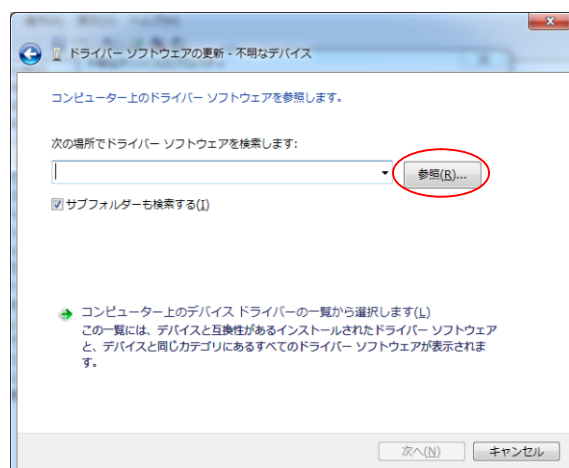 ドライバー ソフトウェアの更新 - 不明なデバイス
コンピューター上のドライバー ソフトウェアを参照します。
次の場所でドライバー ソフトウェアを検索します:
参照(R)...
サブフォルダーも検索する(I)
コンピューター上のデバイス ドライバーの一覧から選択します(L)
この一覧には、デバイスと互換性があるインストールされたドライバー ソフトウェア
と、デバイスと同じカテゴリにあるすべてのドライバー ソフトウェアが表示されま
す。
次へ(N)
キャンセル